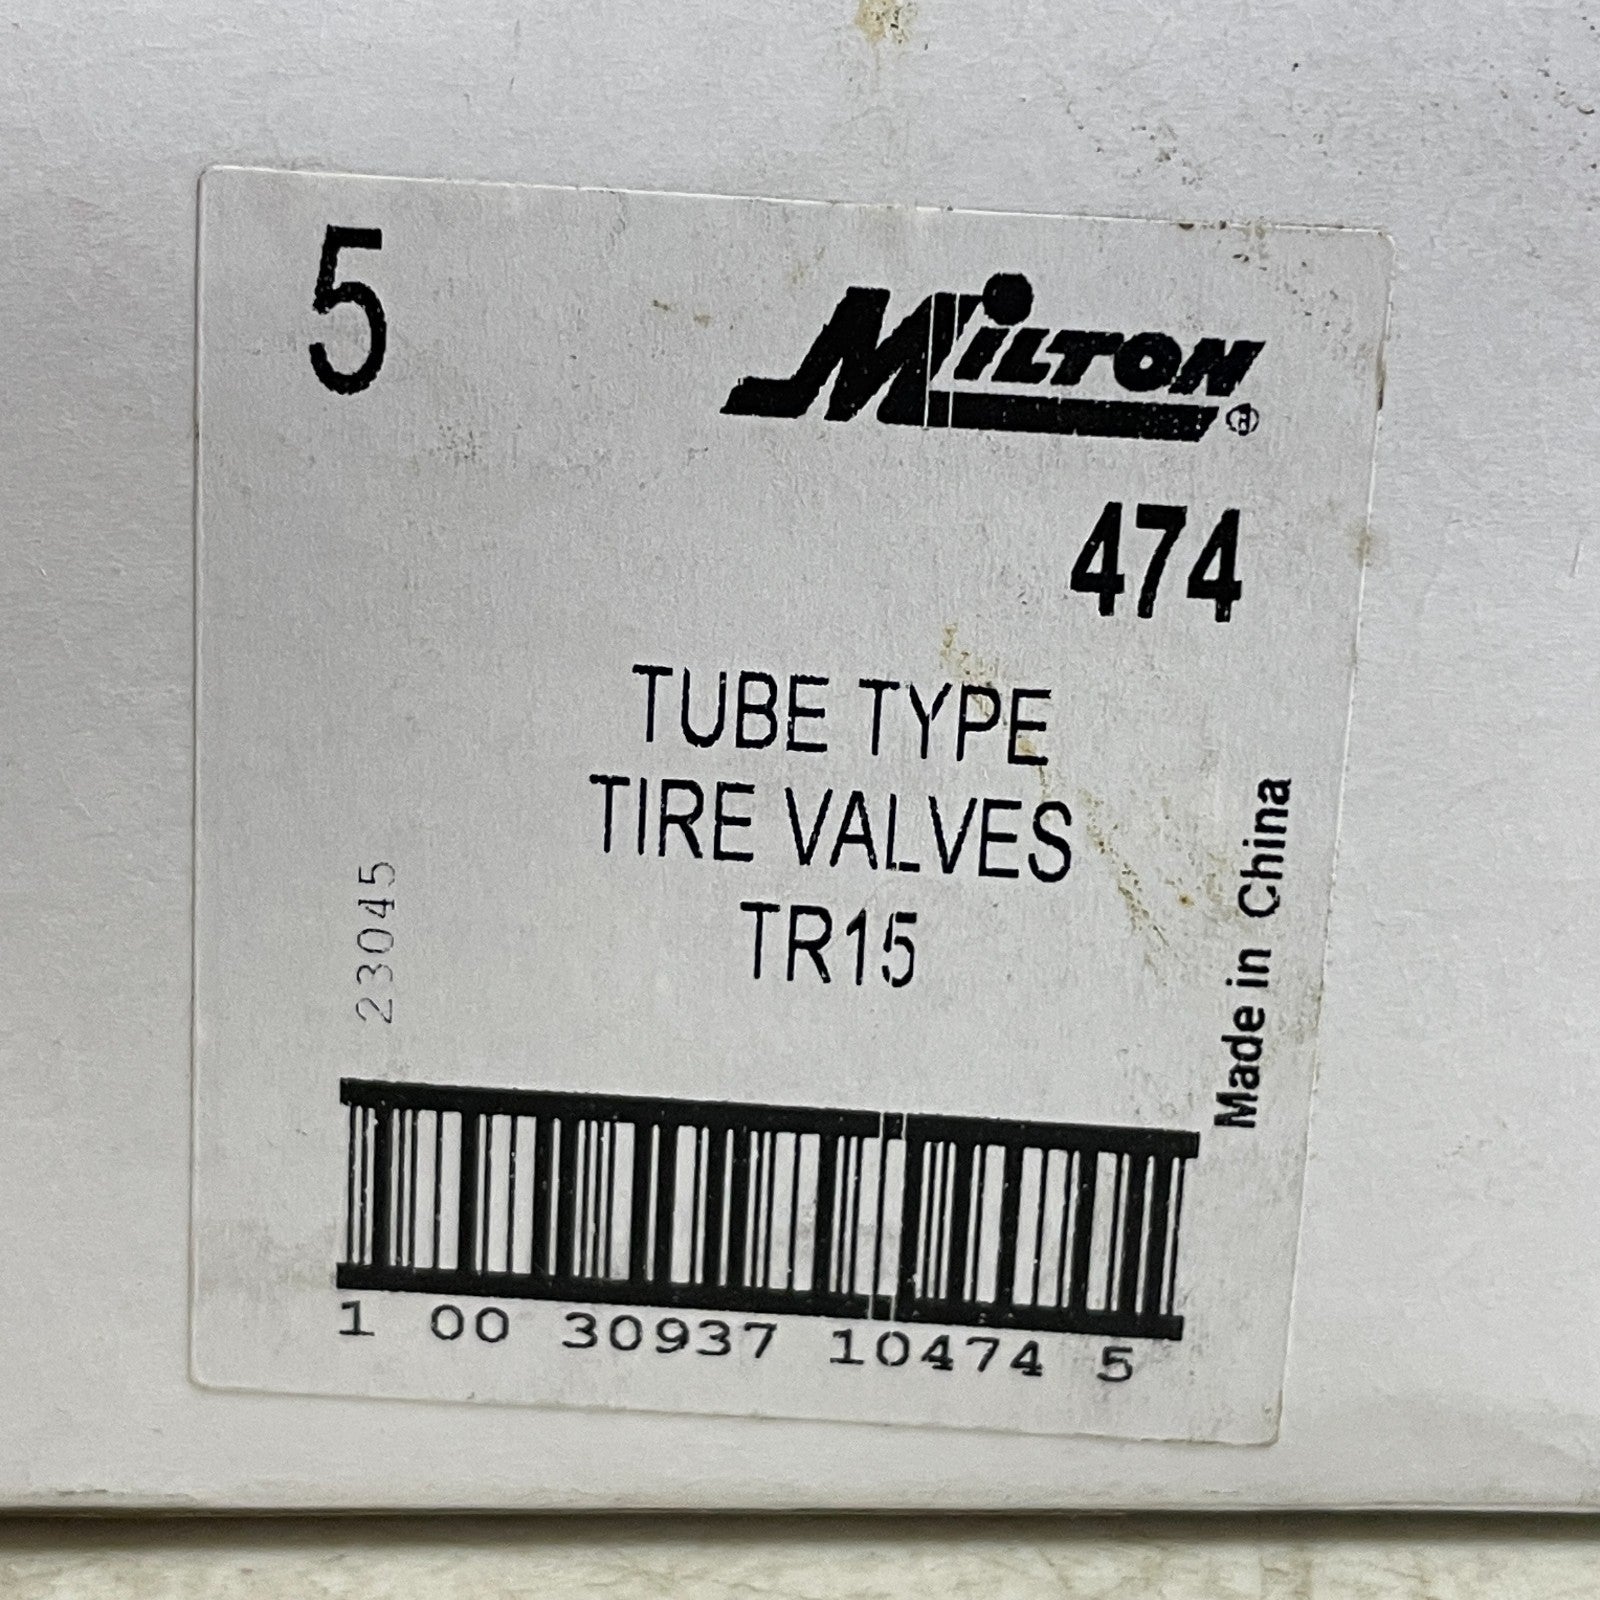 5
MILTON®
474
TUBE TYPE
TIRE VALVES
TR15
23045
Made in China
1 00 30937 10474 5